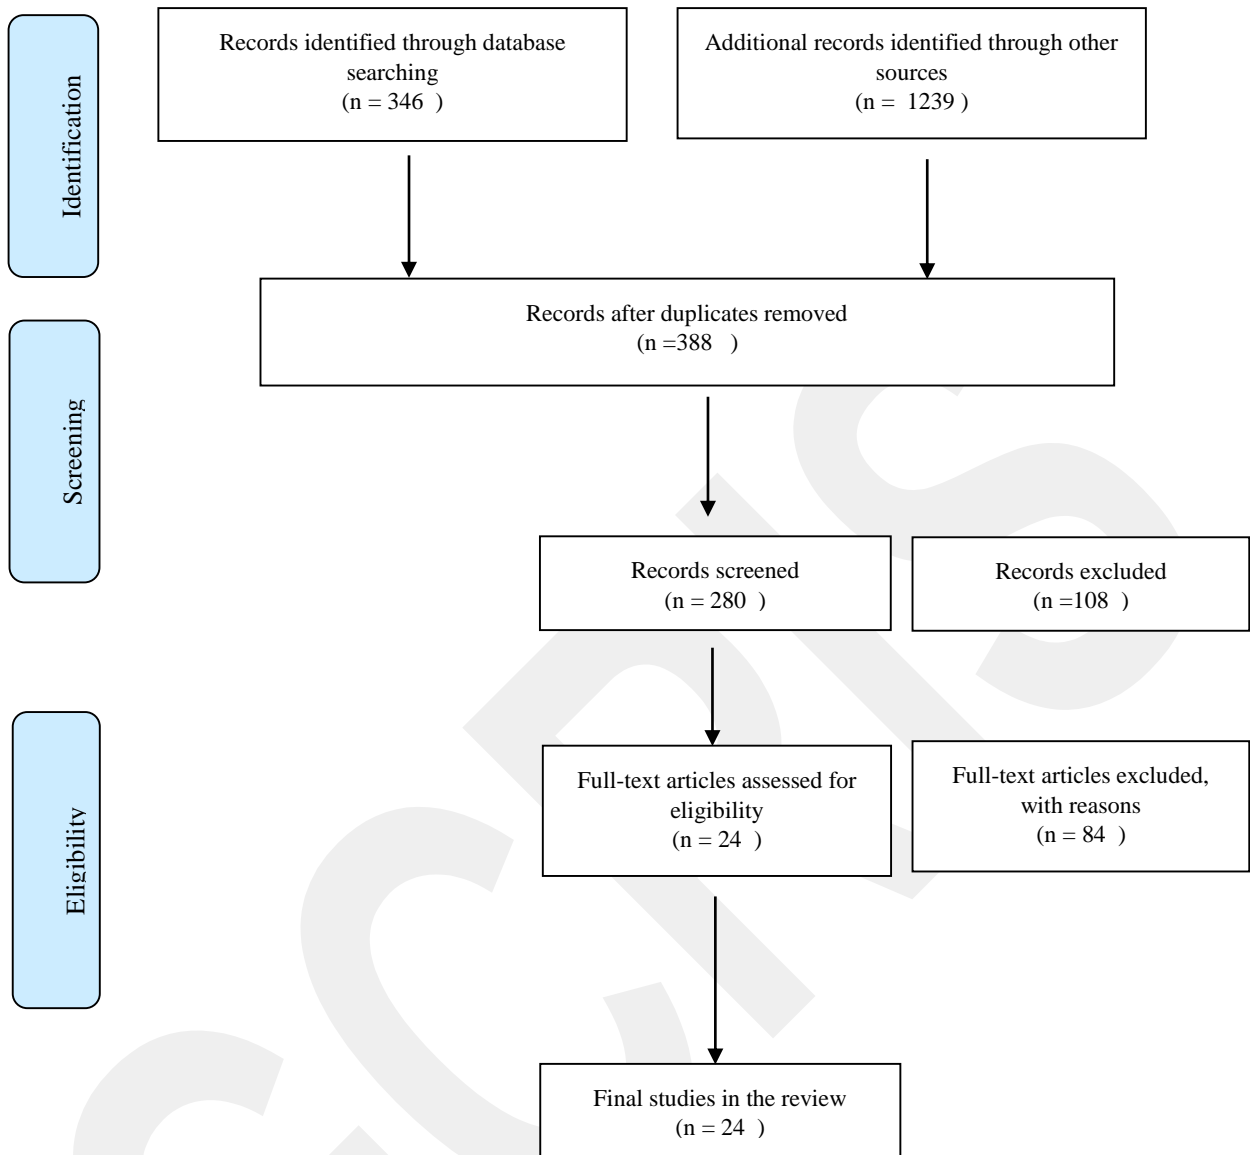 Identification
Records identified through database
searching
(n = 346  )
Additional records identified through other
sources
(n =  1239 )
Records after duplicates removed
(n =388   )
Screening
Records screened
(n = 280  )
Records excluded
(n =108  )
Eligibility
Full-text articles assessed for
eligibility
(n = 24  )
Full-text articles excluded,
with reasons
(n = 84  )
Final studies in the review
(n = 24  )